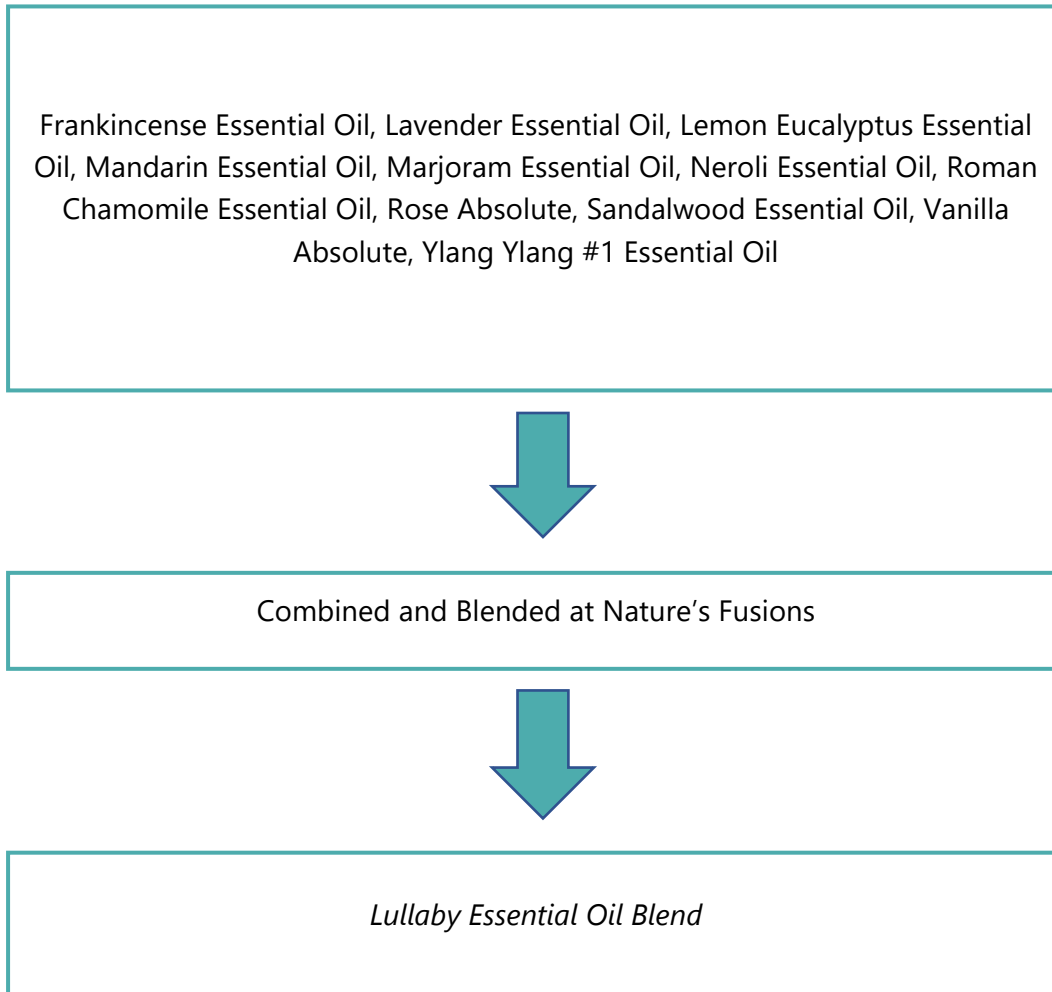 Frankincense Essential Oil, Lavender Essential Oil, Lemon Eucalyptus Essential
Oil, Mandarin Essential Oil, Marjoram Essential Oil, Neroli Essential Oil, Roman
Chamomile Essential Oil, Rose Absolute, Sandalwood Essential Oil, Vanilla
Absolute, Ylang Ylang #1 Essential Oil
Combined and Blended at Nature’s Fusions
Lullaby Essential Oil Blend